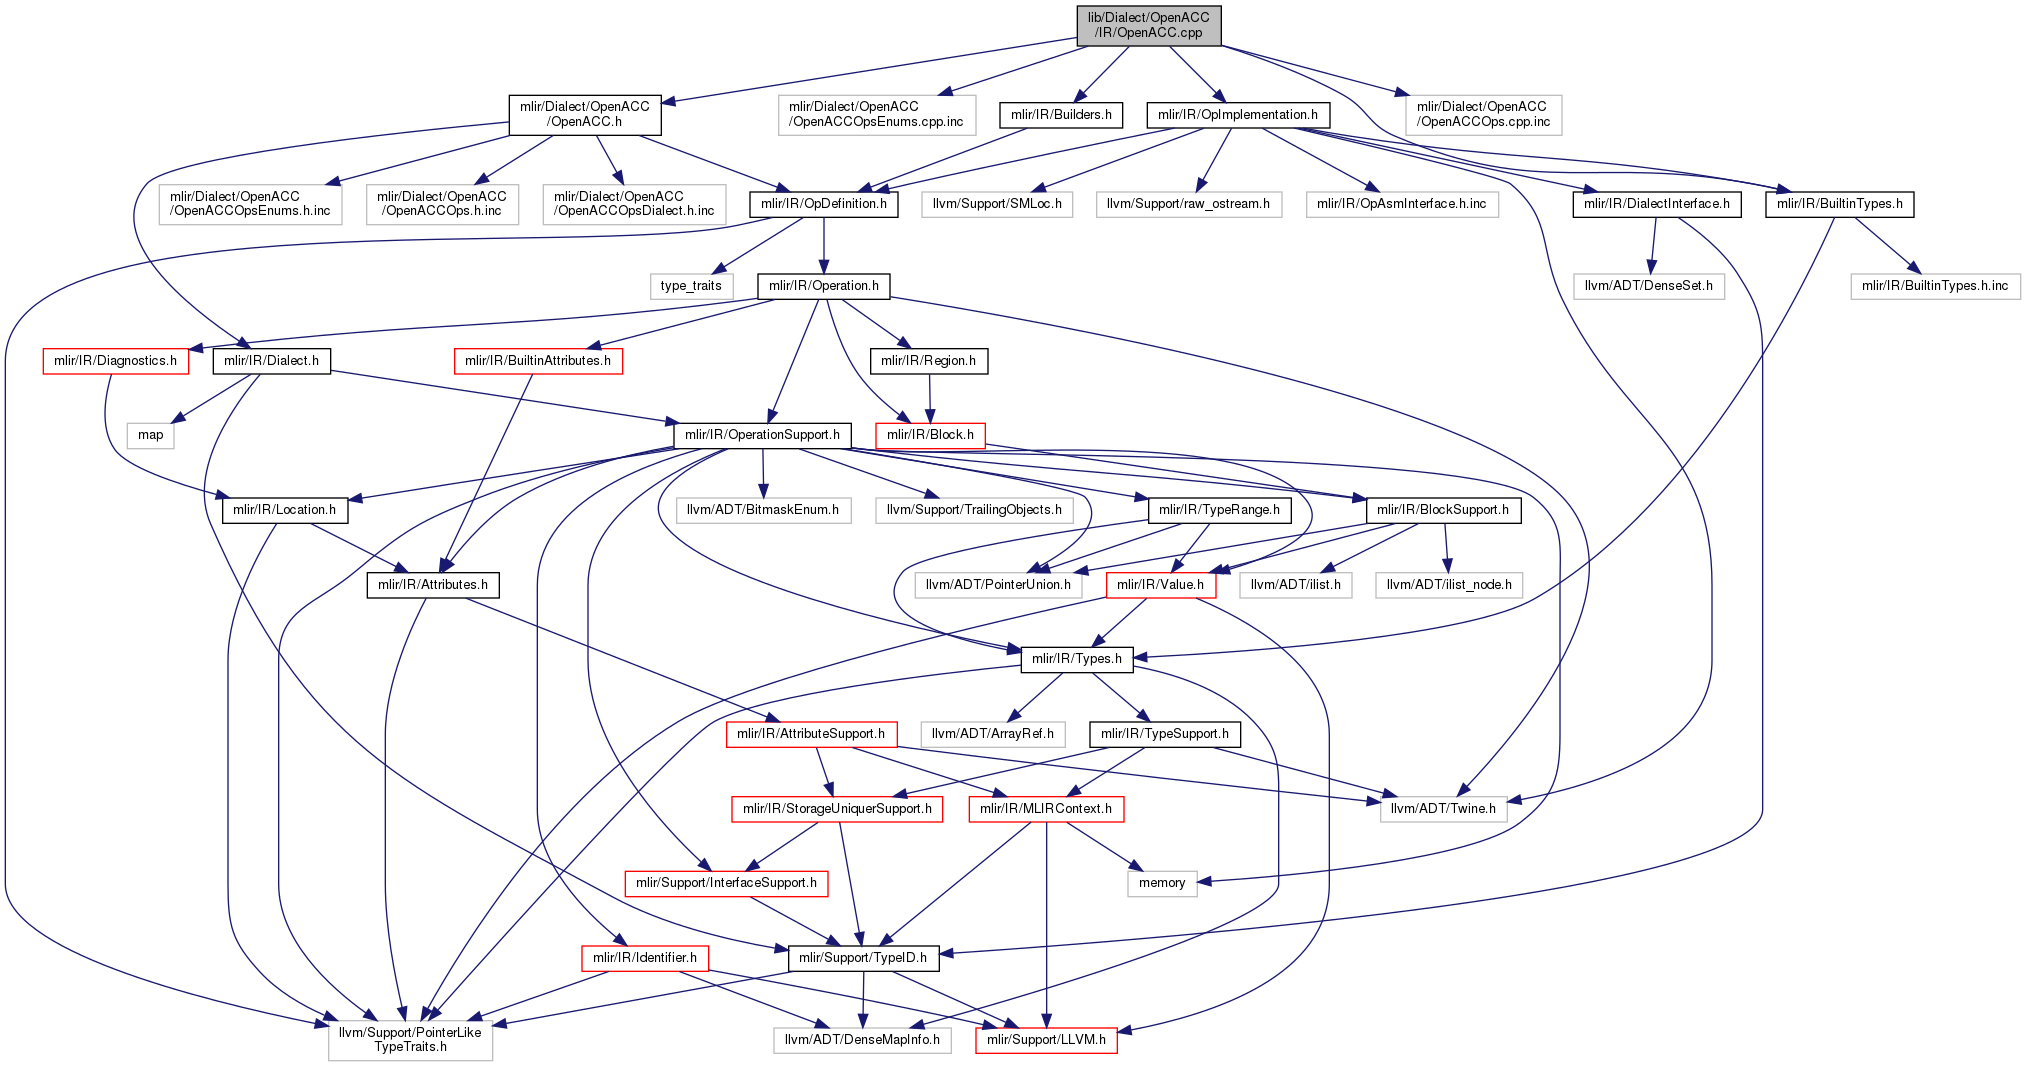 lib/Dialect/OpenACC
/IR/OpenACC.cpp
mlir/Dialect/OpenACC
/OpenACC.h
mlir/Dialect/OpenACC
/OpenACCOpsEnums.cpp.inc
mlir/IR/Builders.h
mlir/IR/OpImplementation.h
mlir/Dialect/OpenACC
/OpenACCOps.cpp.inc
mlir/Dialect/OpenACC
/OpenACCOpsEnums.h.inc
mlir/Dialect/OpenACC
/OpenACCOps.h.inc
mlir/Dialect/OpenACC
/OpenACCOpsDialect.h.inc
mlir/IR/OpDefinition.h
llvm/Support/SMLoc.h
llvm/Support/raw_ostream.h
mlir/IR/OpAsmInterface.h.inc
mlir/IR/DialectInterface.h
mlir/IR/BuiltinTypes.h
type_traits
mlir/IR/Operation.h
llvm/ADT/DenseSet.h
mlir/IR/BuiltinTypes.h.inc
mlir/IR/Diagnostics.h
mlir/IR/Dialect.h
mlir/IR/BuiltinAttributes.h
mlir/IR/Region.h
map
mlir/IR/OperationSupport.h
mlir/IR/Block.h
mlir/IR/Location.h
llvm/ADT/BitmaskEnum.h
llvm/Support/TrailingObjects.h
mlir/IR/TypeRange.h
mlir/IR/BlockSupport.h
mlir/IR/Attributes.h
llvm/ADT/PointerUnion.h
mlir/IR/Value.h
llvm/ADT/ilist.h
llvm/ADT/ilist_node.h
mlir/IR/Types.h
mlir/IR/AttributeSupport.h
llvm/ADT/ArrayRef.h
mlir/IR/TypeSupport.h
mlir/IR/StorageUniquerSupport.h
mlir/IR/MLIRContext.h
llvm/ADT/Twine.h
mlir/Support/InterfaceSupport.h
memory
mlir/IR/Identifier.h
mlir/Support/TypeID.h
llvm/Support/PointerLike
TypeTraits.h
llvm/ADT/DenseMapInfo.h
mlir/Support/LLVM.h